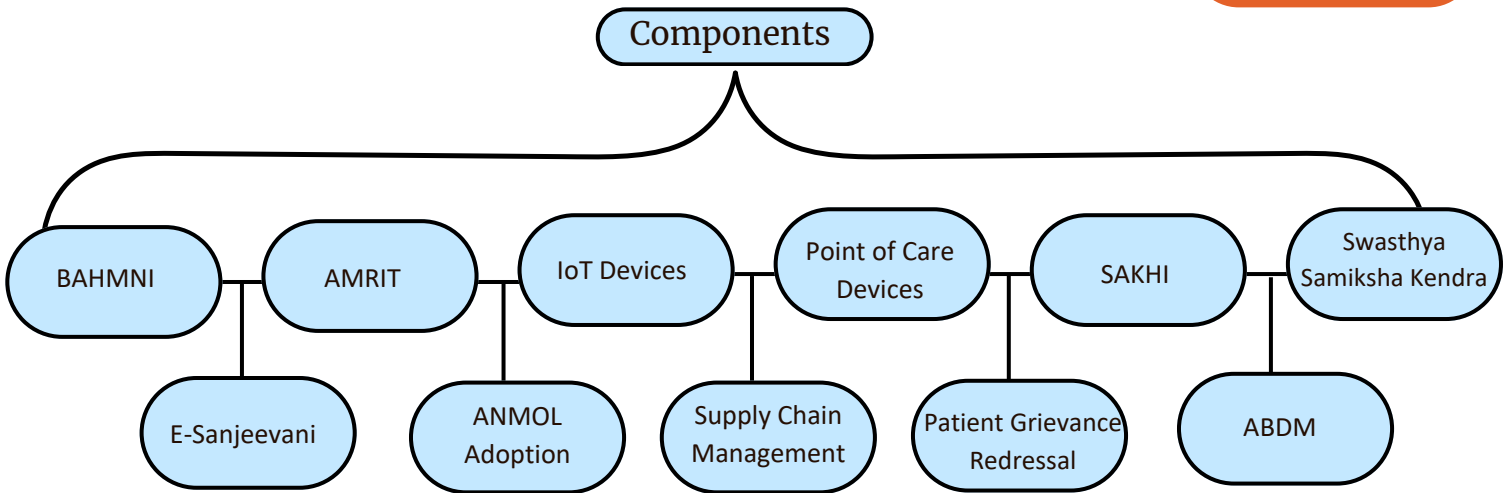 Components
BAHMNI
AMRIT
IoT Devices
Point of Care
Devices
SAKHI
Swasthya
Samiksha Kendra
E-Sanjeevani
ANMOL
Adoption
Supply Chain
Management
Patient Grievance
Redressal
ABDM